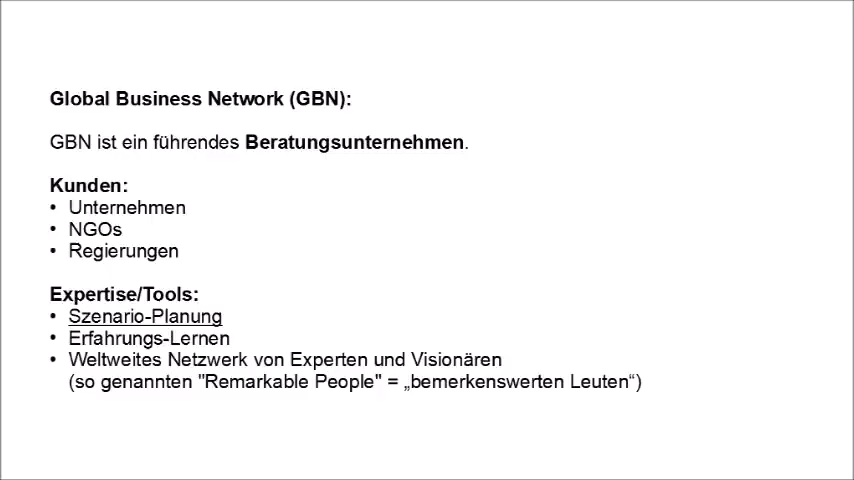 Global Business Network (GBN):
GBN ist ein führendes Beratungsunternehmen.
Kunden:
• Unternehmen
• NGOs
• Regierungen
Expertise/Tools:
• Szenario-Planung
• Erfahrungs-Lernen
• Weltweites Netzwerk von Experten und Visionären
(so genannten "Remarkable People" = „bemerkenswerten Leuten“)